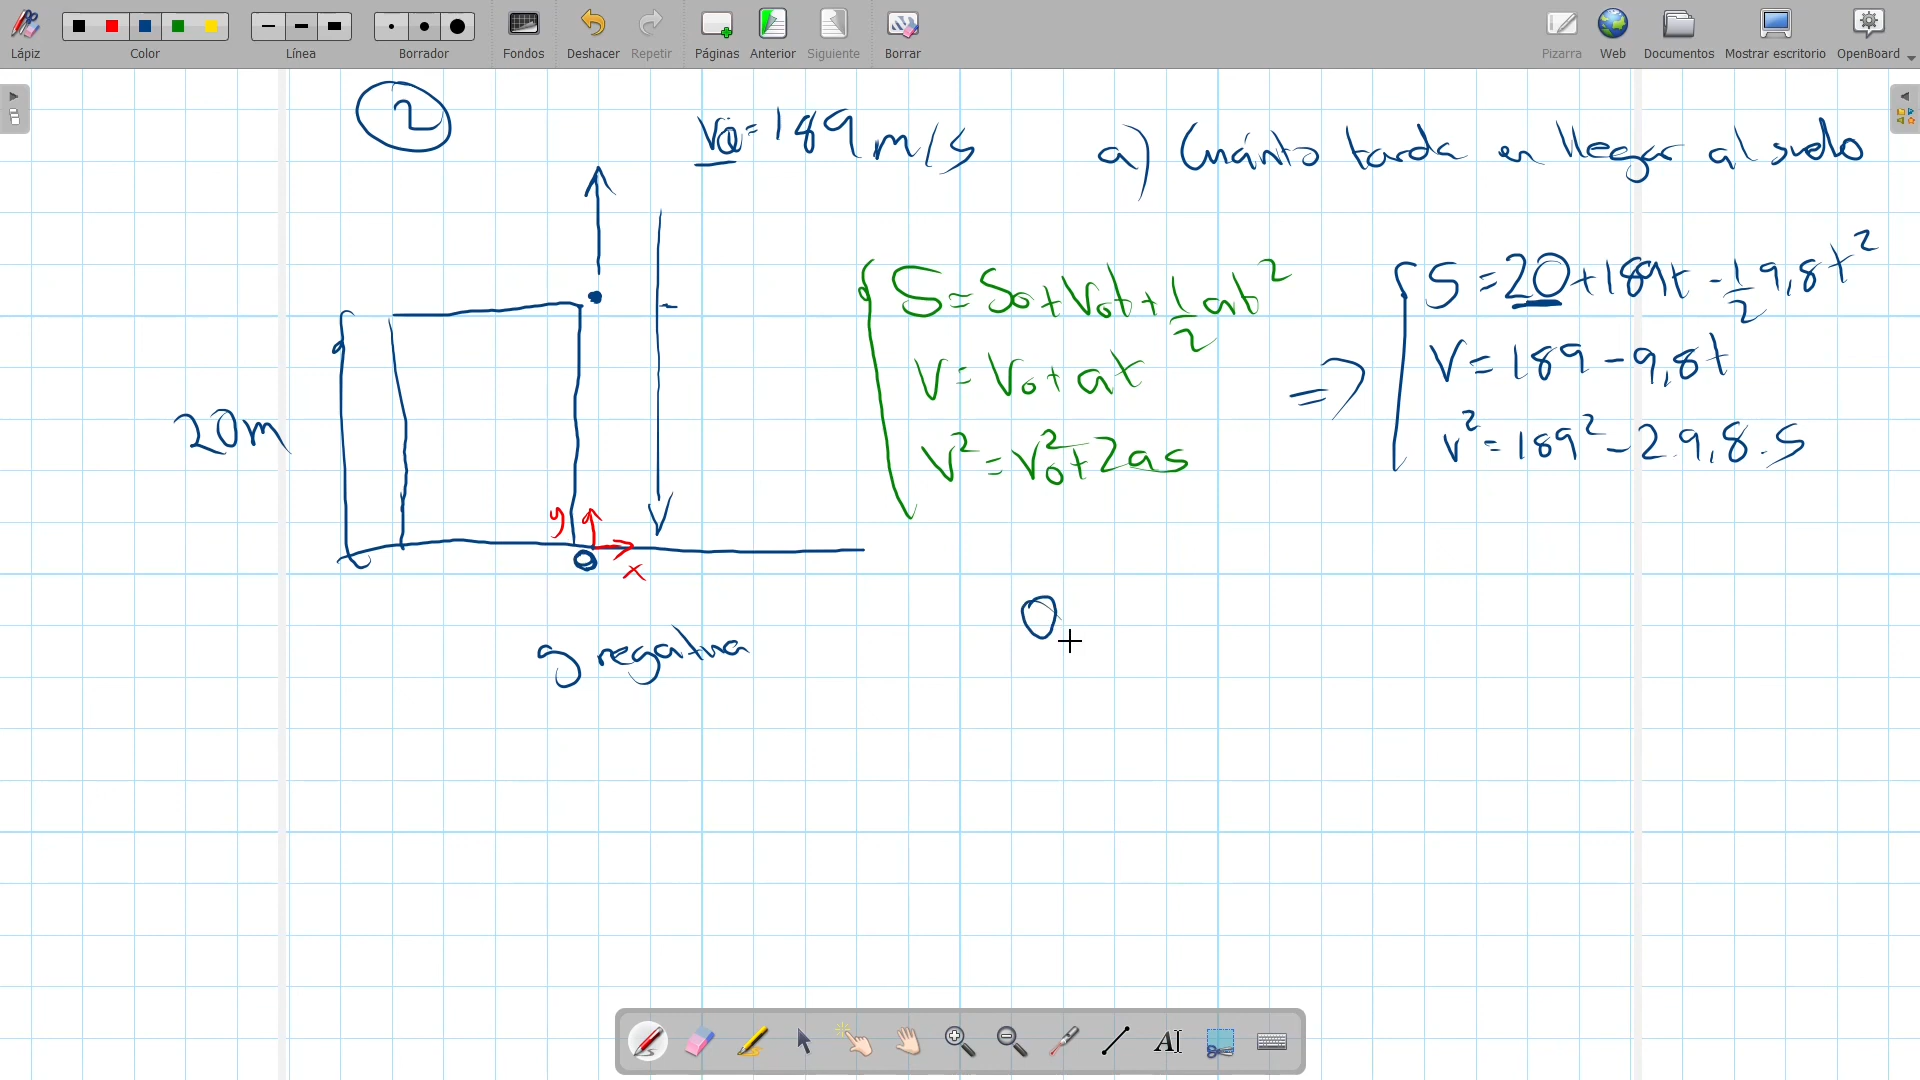 Lápiz Color Línea Borrador Fondos Deshacer Repetir Páginas Anterior Siguiente Borrar Pizarra Web Documentos Mostrar escritorio OpenBoard
2
V0=189m/s
a) Cuánto tarda en llegar al suelo
20m
y
x
g negativa
S=S0+V0t+1/2at²
V=V0+at
V²=V0²+2as
=>
S=20+189t-1/2 9,8t²
V=189-9,8t
v²=189²-2.9,8.S
0
AI